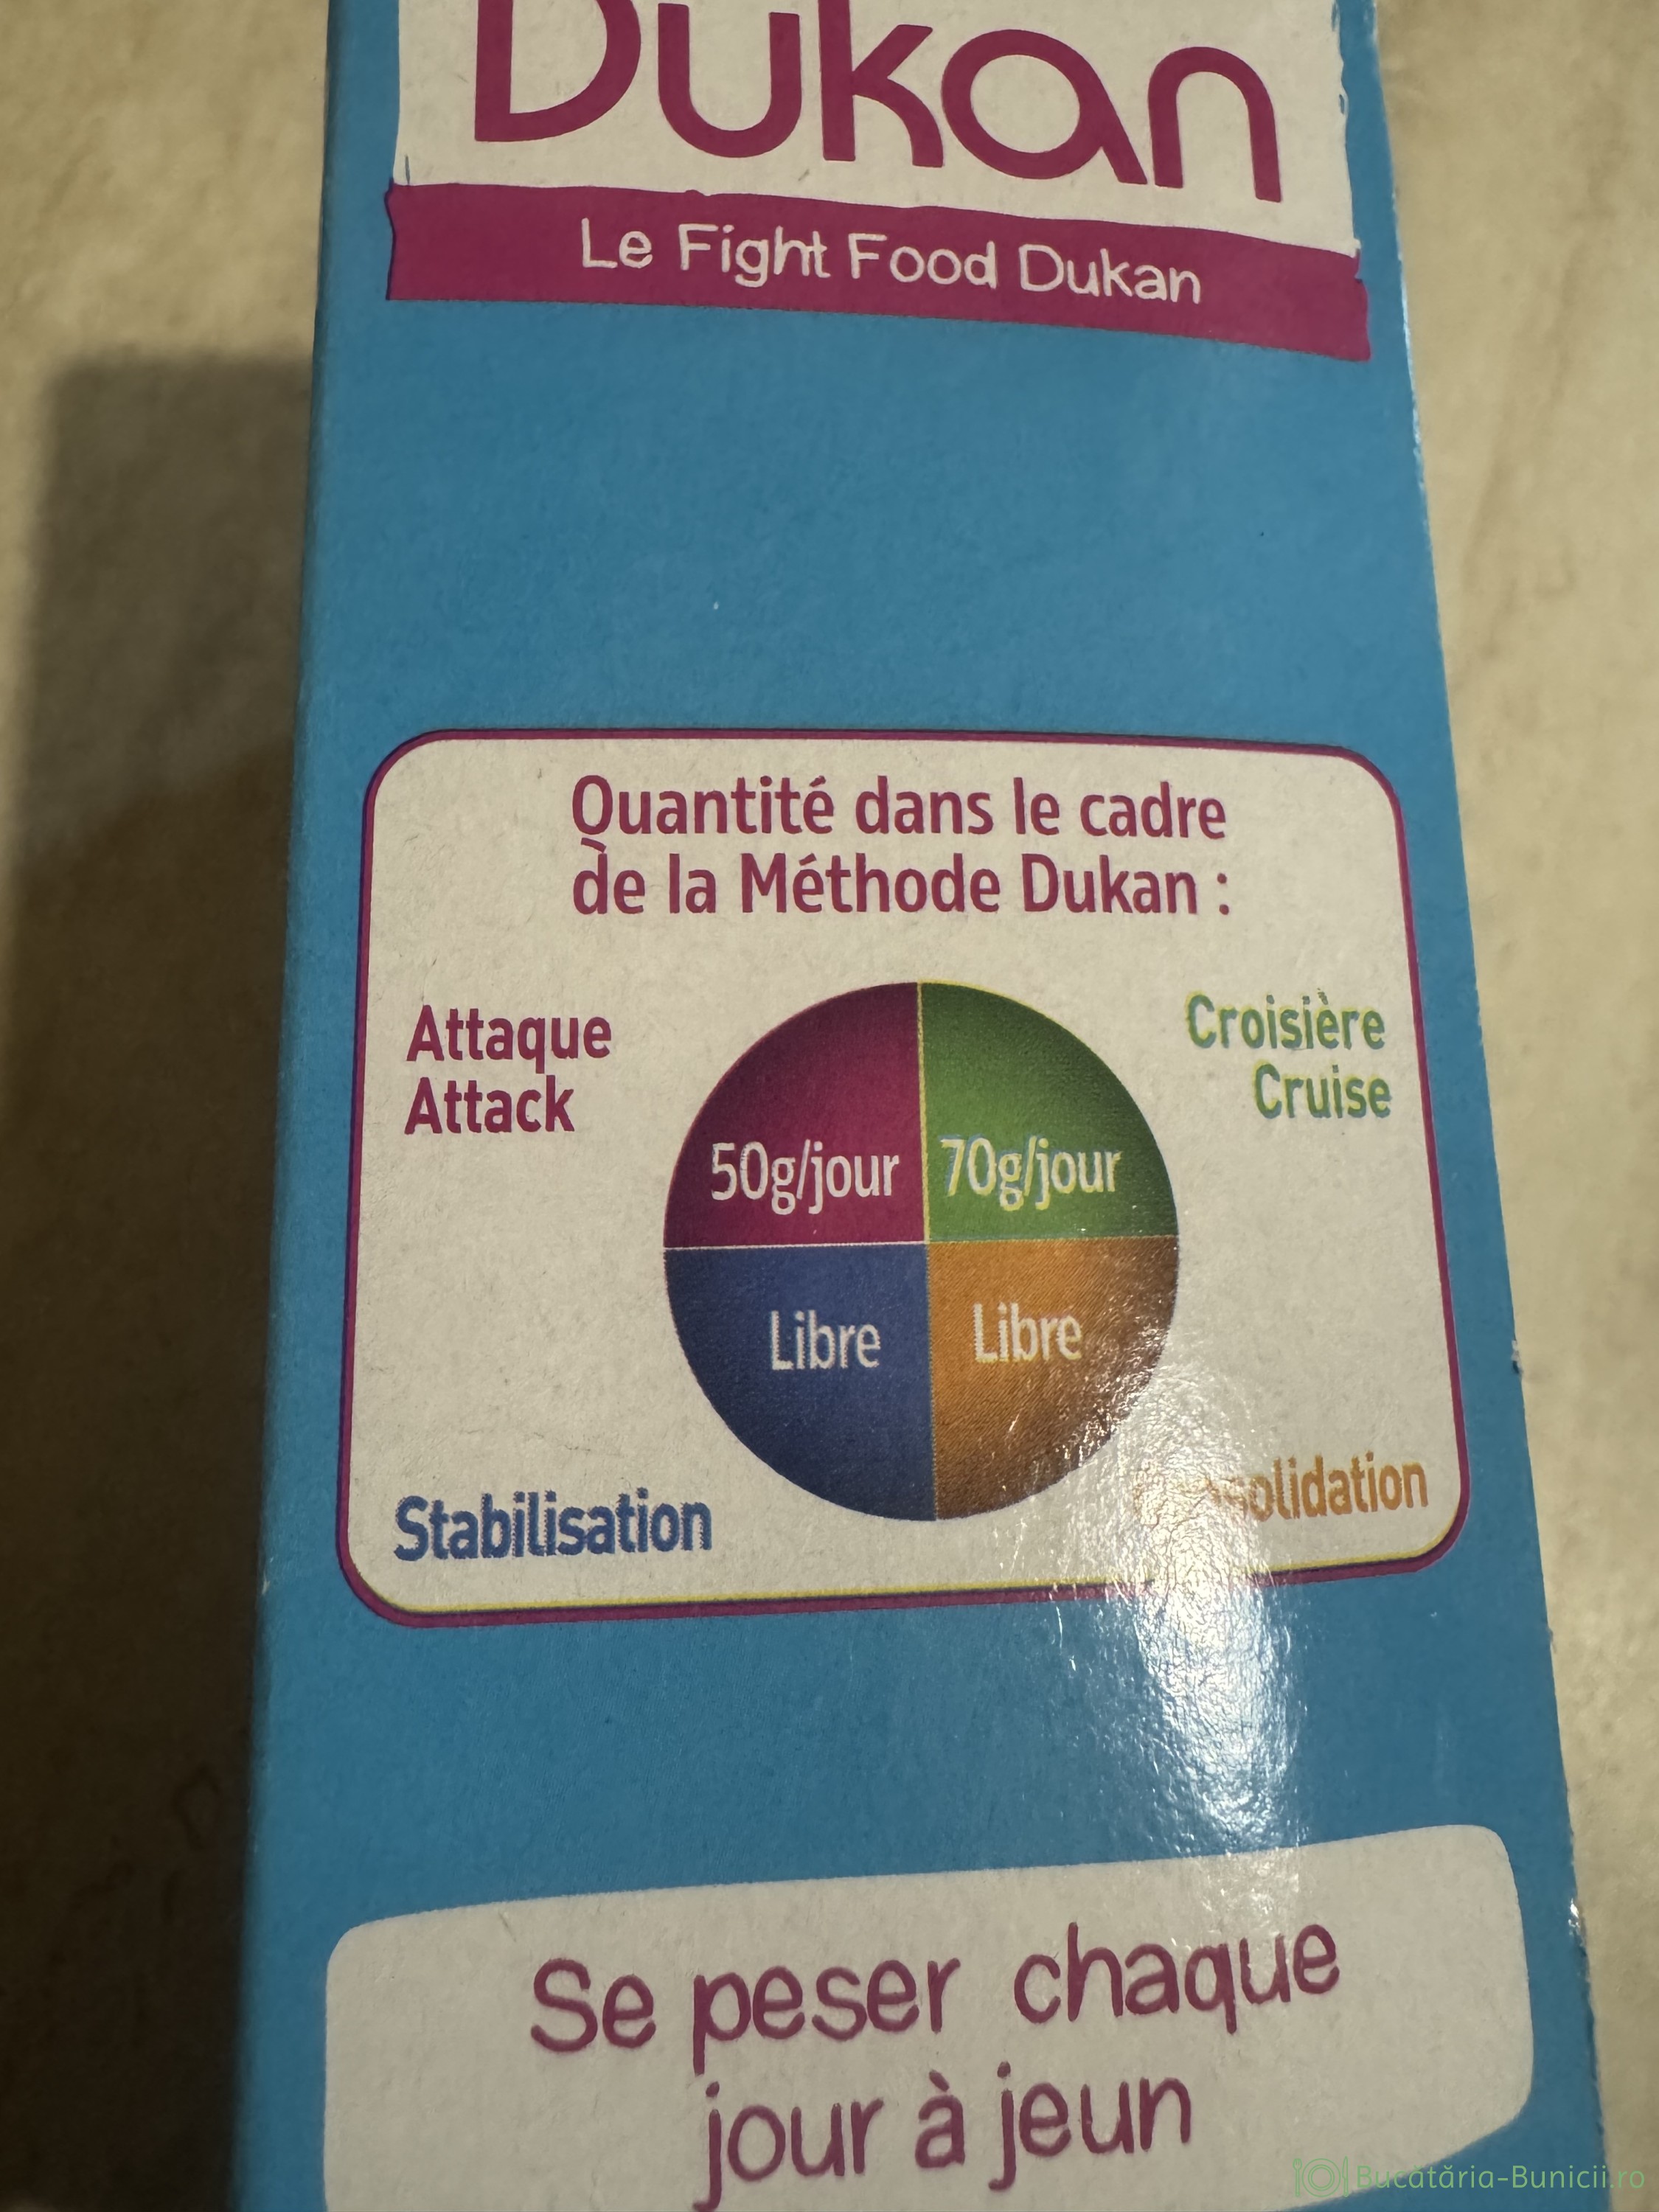 Dukan
Le Fight Food Dukan
Quantité dans le cadre
de la Méthode Dukan :
Attaque
Attack
Croisière
Cruise
50g/jour
70g/jour
Libre
Libre
Stabilisation
Consolidation
Se peser chaque
jour à jeun
Bucătăria-Bunicii.ro